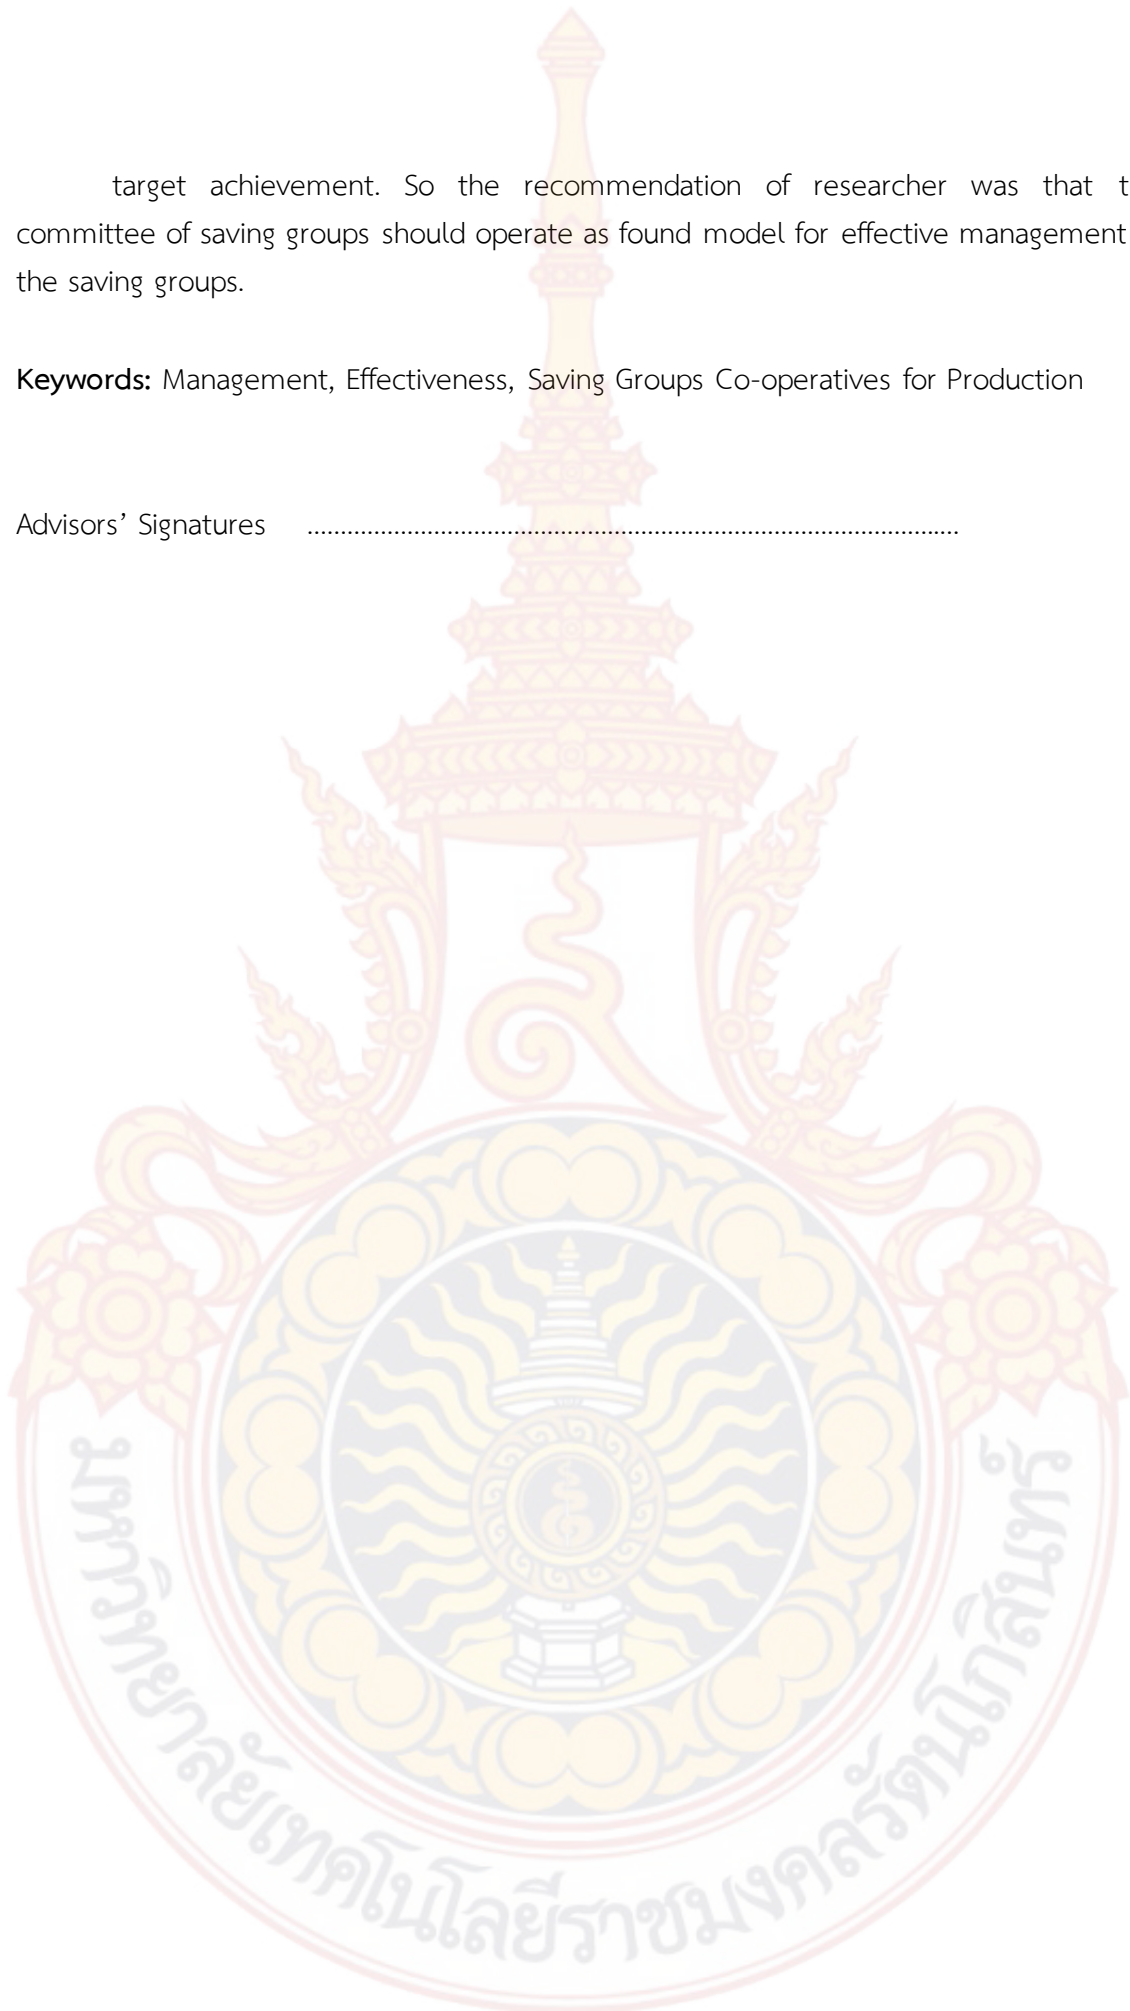 target achievement. So the recommendation of researcher was that t
committee of saving groups should operate as found model for effective management
the saving groups.
Keywords: Management, Effectiveness, Saving Groups Co-operatives for Production
Advisors’ Signatures ....................................................................................................
มหาวิทยาลัยเทคโนโลยีราชมงคลรัตนโกสินทร์